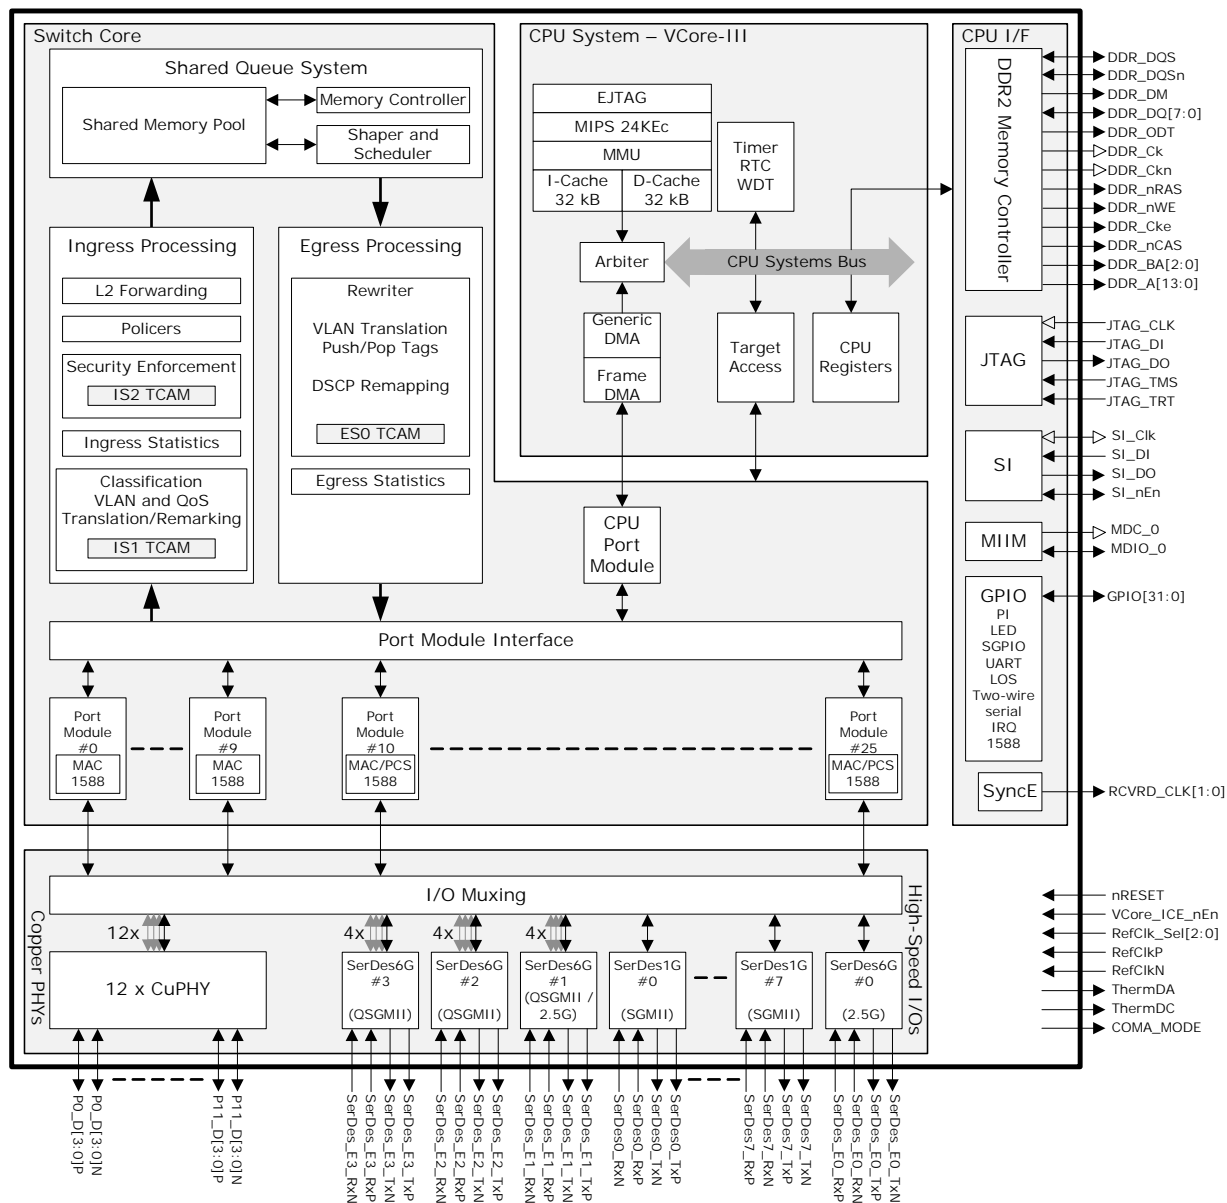 Switch Core
Shared Queue System
Shared Memory Pool
Memory Controller
Shaper and
Scheduler
Ingress Processing
L2 Forwarding
Policers
Security Enforcement
IS2 TCAM
Ingress Statistics
Classification
VLAN and QoS
Translation/Remarking
IS1 TCAM
Egress Processing
Rewriter
VLAN Translation
Push/Pop Tags
DSCP Remapping
ES0 TCAM
Egress Statistics
CPU System – VCore-III
EJTAG
MIPS 24KEc
MMU
I-Cache
32 kB
D-Cache
32 kB
Timer
RTC
WDT
Arbiter
CPU Systems Bus
Generic
DMA
Frame
DMA
Target
Access
CPU
Registers
CPU
Port
Module
Port Module Interface
Port
Module
#0
MAC
1588
Port
Module
#9
MAC
1588
Port
Module
#10
MAC/PCS
1588
Port
Module
#25
MAC/PCS
1588
CPU I/F
DDR2 Memory Controller
JTAG
SI
MIIM
GPIO
PI
LED
SGPIO
UART
LOS
Two-wire
serial
IRQ
1588
SyncE
DDR_DQS
DDR_DQSn
DDR_DM
DDR_DQ[7:0]
DDR_ODT
DDR_Ck
DDR_Ckn
DDR_nRAS
DDR_nWE
DDR_Cke
DDR_nCAS
DDR_BA[2:0]
DDR_A[13:0]
JTAG_CLK
JTAG_DI
JTAG_DO
JTAG_TMS
JTAG_TRT
SI_Clk
SI_DI
SI_DO
SI_nEn
MDC_0
MDIO_0
GPIO[31:0]
RCVRD_CLK[1:0]
nRESET
VCore_ICE_nEn
RefClk_Sel[2:0]
RefClkP
RefClkN
ThermDA
ThermDC
COMA_MODE
I/O Muxing
Copper PHYs
High-Speed I/Os
12x
4x
4x
4x
12 x CuPHY
SerDes6G
#3
(QSGMII)
SerDes6G
#2
(QSGMII)
SerDes6G
#1
(QSGMII /
2.5G)
SerDes1G
#0
(SGMII)
SerDes1G
#7
(SGMII)
SerDes6G
#0
(2.5G)
P0_D[3:0]P
P0_D[3:0]N
P11_D[3:0]P
P11_D[3:0]N
SerDes_E3_RxN
SerDes_E3_RxP
SerDes_E3_TxN
SerDes_E3_TxP
SerDes_E2_RxN
SerDes_E2_RxP
SerDes_E2_TxN
SerDes_E2_TxP
SerDes_E1_RxN
SerDes_E1_RxP
SerDes_E1_TxN
SerDes_E1_TxP
SerDes0_RxN
SerDes0_RxP
SerDes0_TxN
SerDes0_TxP
SerDes7_RxP
SerDes7_RxN
SerDes7_TxP
SerDes7_TxN
SerDes_E0_RxP
SerDes_E0_RxN
SerDes_E0_TxP
SerDes_E0_TxN